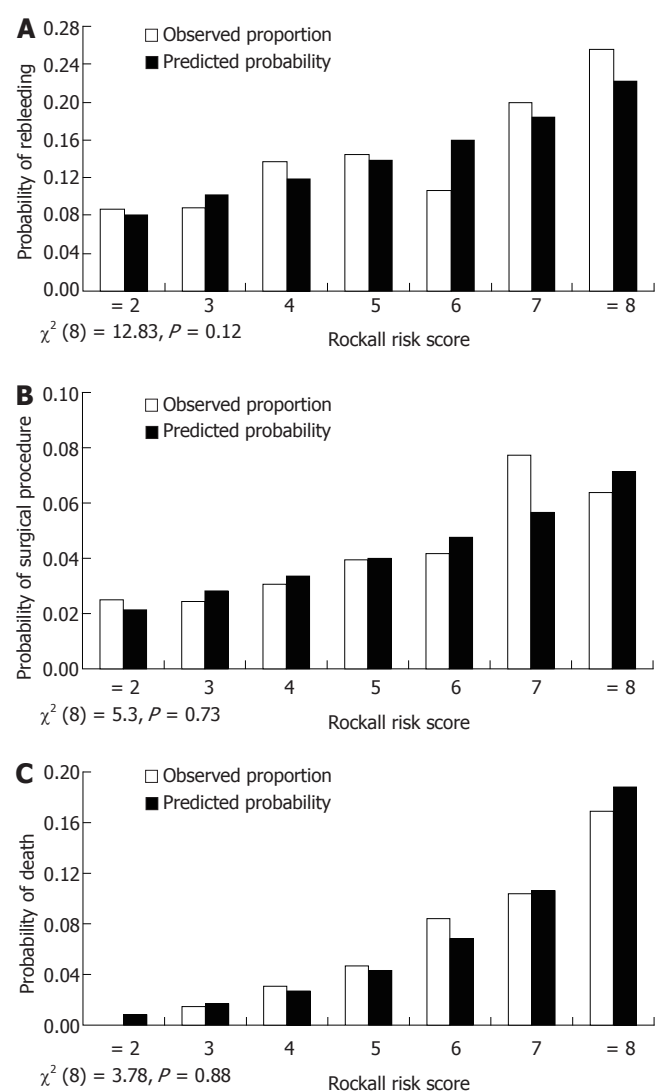 A
Observed proportion
Predicted probability
Probability of rebleeding
0.28
0.24
0.20
0.16
0.12
0.08
0.04
0.00
= 2 3 4 5 6 7 = 8
χ² (8) = 12.83, P = 0.12
Rockall risk score
B
Observed proportion
Predicted probability
Probability of surgical procedure
0.10
0.08
0.06
0.04
0.02
0.00
= 2 3 4 5 6 7 = 8
χ² (8) = 5.3, P = 0.73
Rockall risk score
C
Observed proportion
Predicted probability
Probability of death
0.20
0.16
0.12
0.08
0.04
0.00
= 2 3 4 5 6 7 = 8
χ² (8) = 3.78, P = 0.88
Rockall risk score